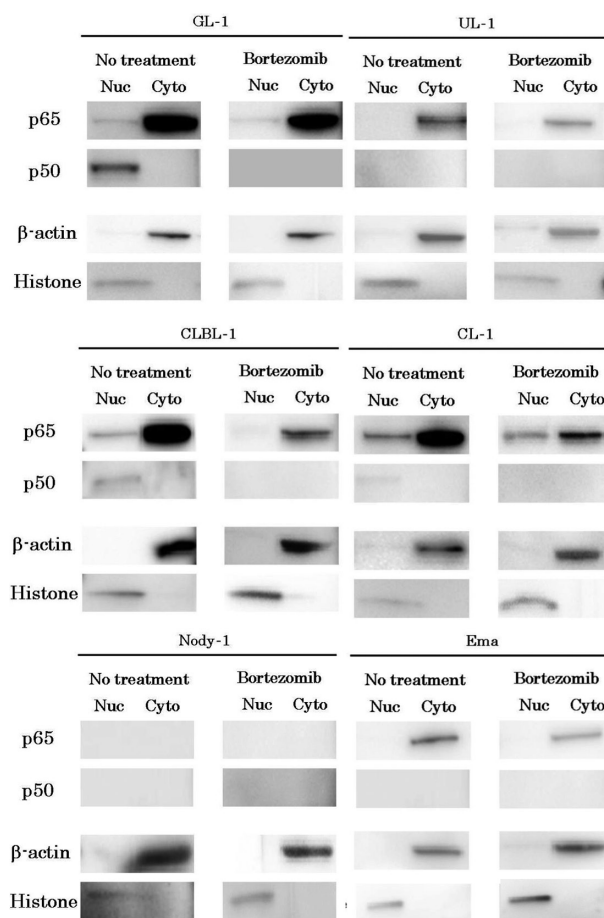 GL-1 UL-1
No treatment Bortezomib No treatment Bortezomib
Nuc Cyto Nuc Cyto Nuc Cyto Nuc Cyto
p65
p50
β-actin
Histone
CLBL-1 CL-1
No treatment Bortezomib No treatment Bortezomib
Nuc Cyto Nuc Cyto Nuc Cyto Nuc Cyto
p65
p50
β-actin
Histone
Nody-1 Ema
No treatment Bortezomib No treatment Bortezomib
Nuc Cyto Nuc Cyto Nuc Cyto Nuc Cyto
p65
p50
β-actin
Histone